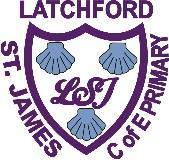 LATCHFORD
ST. JAMES
C of E PRIMARY
LSJ